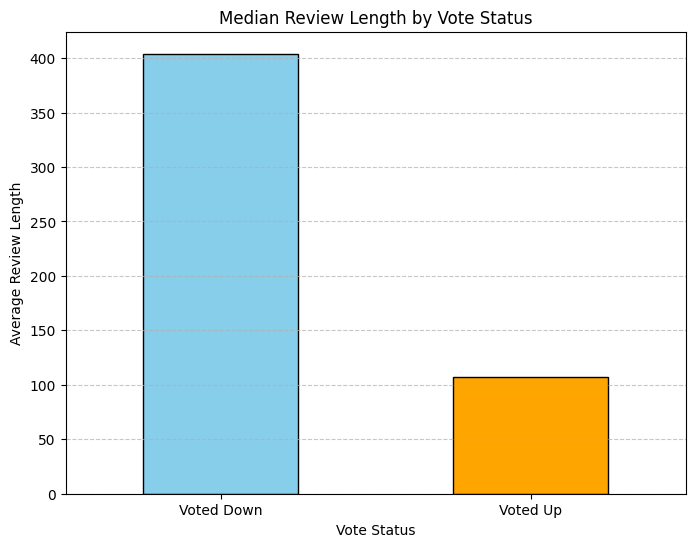 Median Review Length by Vote Status
400
350
300
250
200
150
100
50
0
Average Review Length
Voted Down
Voted Up
Vote Status